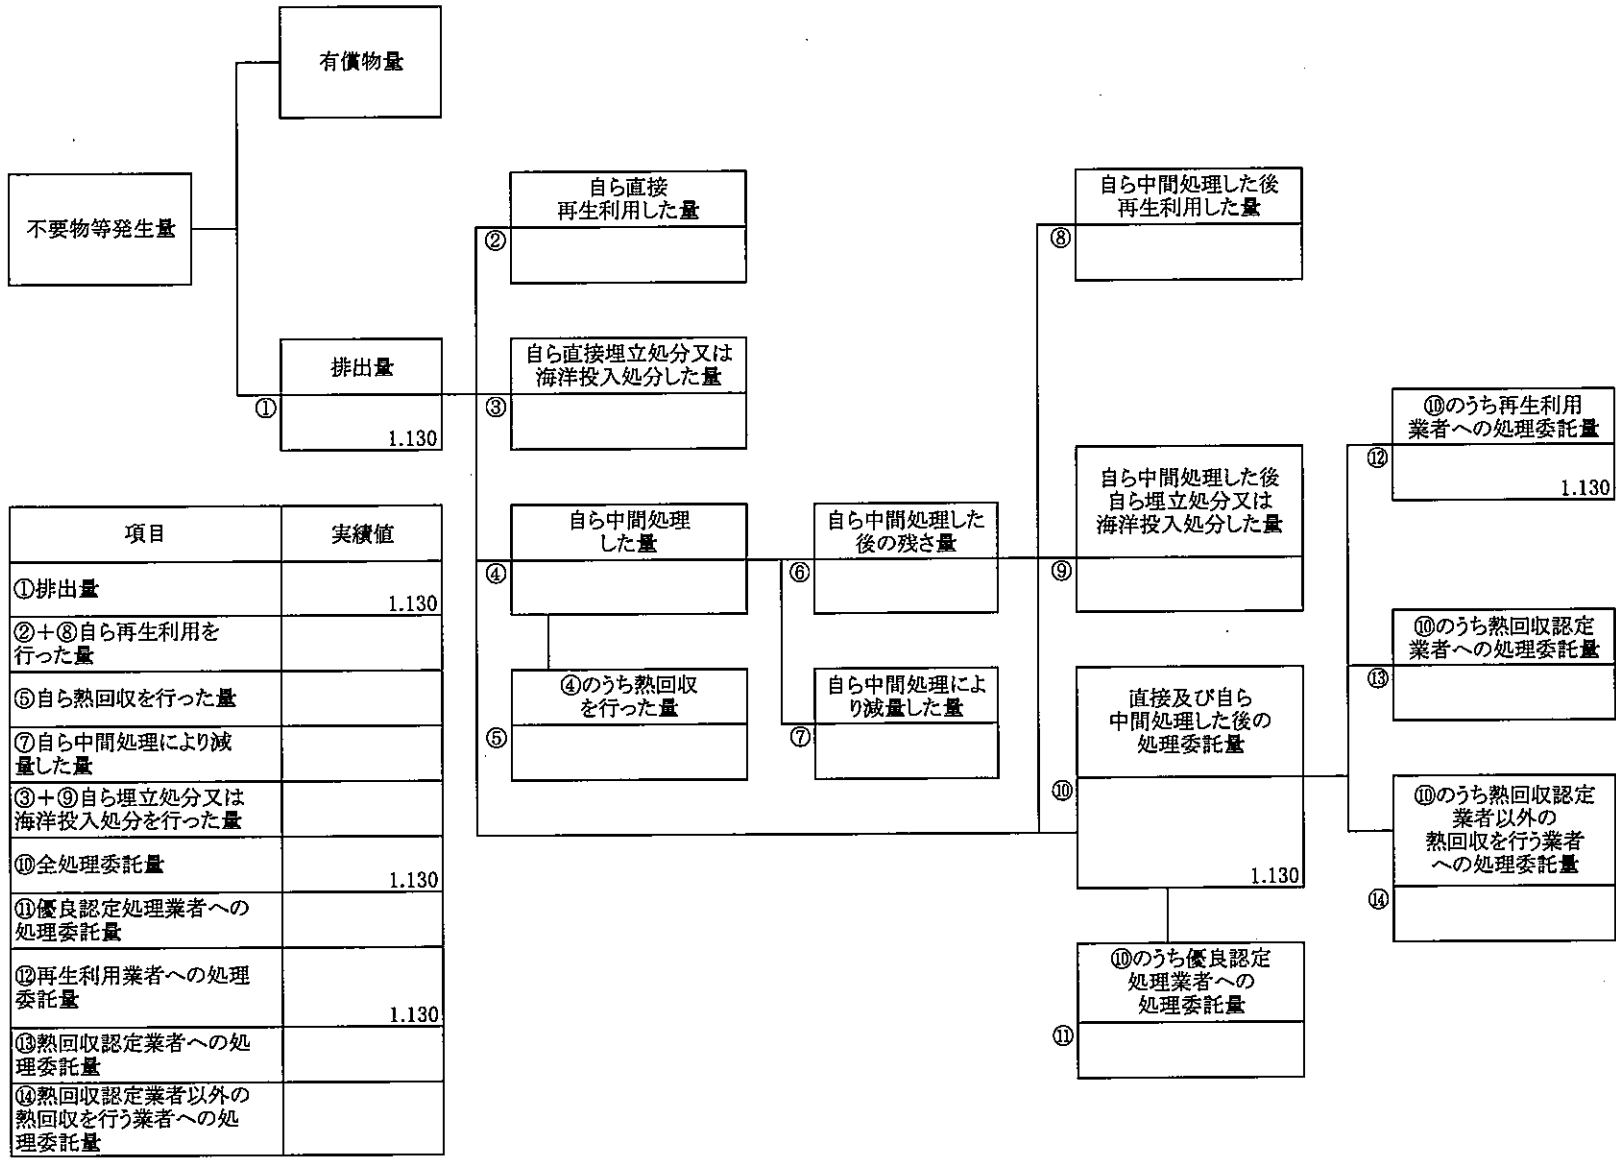 有償物量
不要物等発生量
排出量
①
1.130
自ら直接
再生利用した量
②
自ら直接埋立処分又は
海洋投入処分した量
③
自ら中間処理
した量
④
④のうち熱回収
を行った量
⑤
自ら中間処理した
後の残さ量
⑥
自ら中間処理によ
り減量した量
⑦
自ら中間処理した後
再生利用した量
⑧
自ら中間処理した後
自ら埋立処分又は
海洋投入処分した量
⑨
直接及び自ら
中間処理した後の
処理委託量
⑩
1.130
⑩のうち優良認定
処理業者への
処理委託量
⑪
⑩のうち再生利用
業者への処理委託量
⑫
1.130
⑩のうち熱回収認定
業者への処理委託量
⑬
⑩のうち熱回収認定
業者以外の
熱回収を行う業者
への処理委託量
⑭
項目 実績値
①排出量
1.130
②＋⑧自ら再生利用を
行った量
⑤自ら熱回収を行った量
⑦自ら中間処理により減
量した量
③＋⑨自ら埋立処分又は
海洋投入処分を行った量
⑩全処理委託量
1.130
⑪優良認定処理業者への
処理委託量
⑫再生利用業者への処理
委託量
1.130
⑬熱回収認定業者への処
理委託量
⑭熱回収認定業者以外の
熱回収を行う業者への処
理委託量